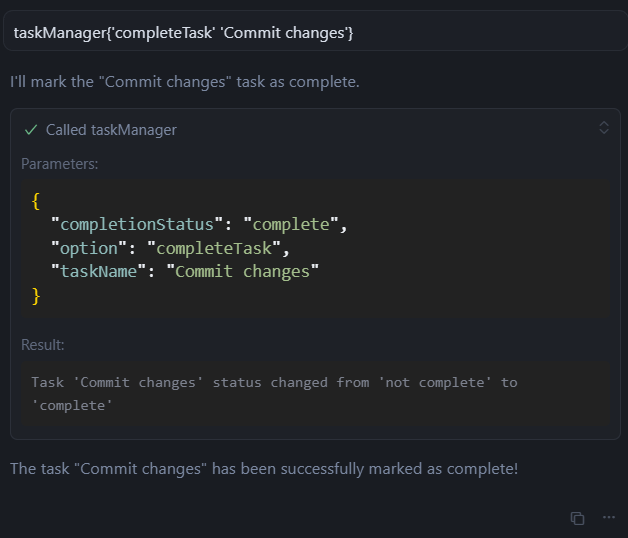 taskManager{'completeTask' 'Commit changes'}
I'll mark the "Commit changes" task as complete.
Called taskManager
Parameters:
{
  "completionStatus": "complete",
  "option": "completeTask",
  "taskName": "Commit changes"
}
Result:
Task 'Commit changes' status changed from 'not complete' to
'complete'
The task "Commit changes" has been successfully marked as complete!